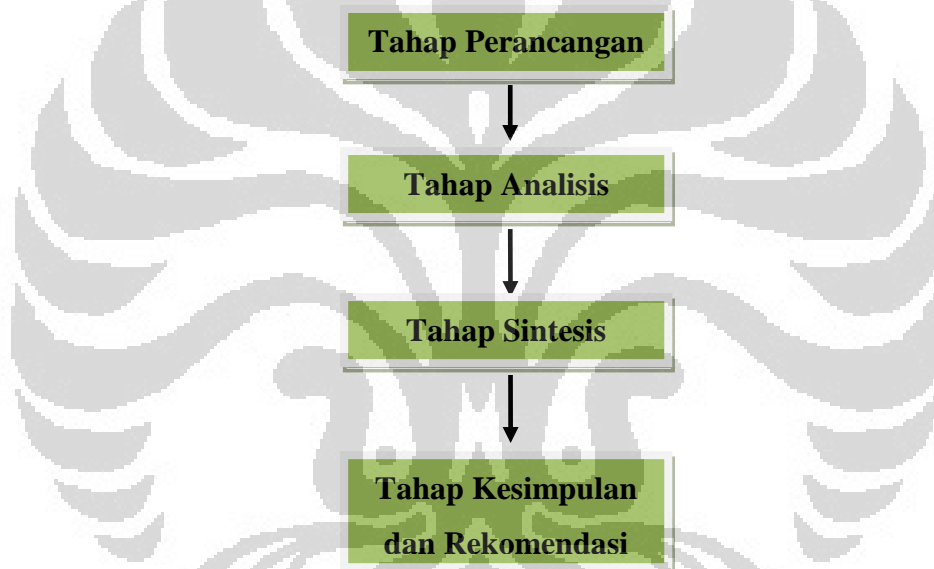 Tahap Perancangan
Tahap Analisis
Tahap Sintesis
Tahap Kesimpulan
dan Rekomendasi